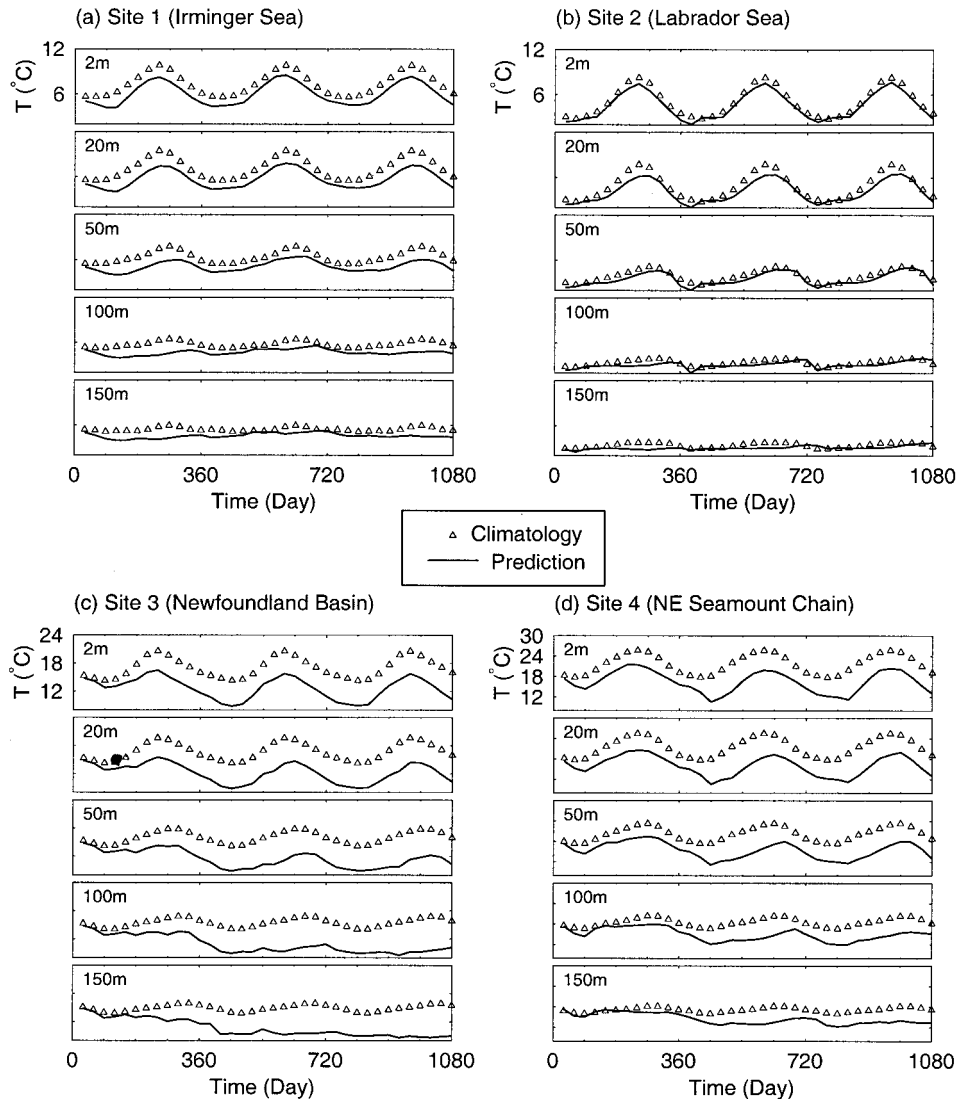 (a) Site 1 (Irminger Sea)
12
6
T (°C)
2m
20m
50m
100m
150m
0 360 720 1080
Time (Day)
(b) Site 2 (Labrador Sea)
12
6
T (°C)
2m
20m
50m
100m
150m
0 360 720 1080
Time (Day)
Climatology
Prediction
(c) Site 3 (Newfoundland Basin)
24
18
12
T (°C)
2m
20m
50m
100m
150m
0 360 720 1080
Time (Day)
(d) Site 4 (NE Seamount Chain)
30
24
18
12
T (°C)
2m
20m
50m
100m
150m
0 360 720 1080
Time (Day)